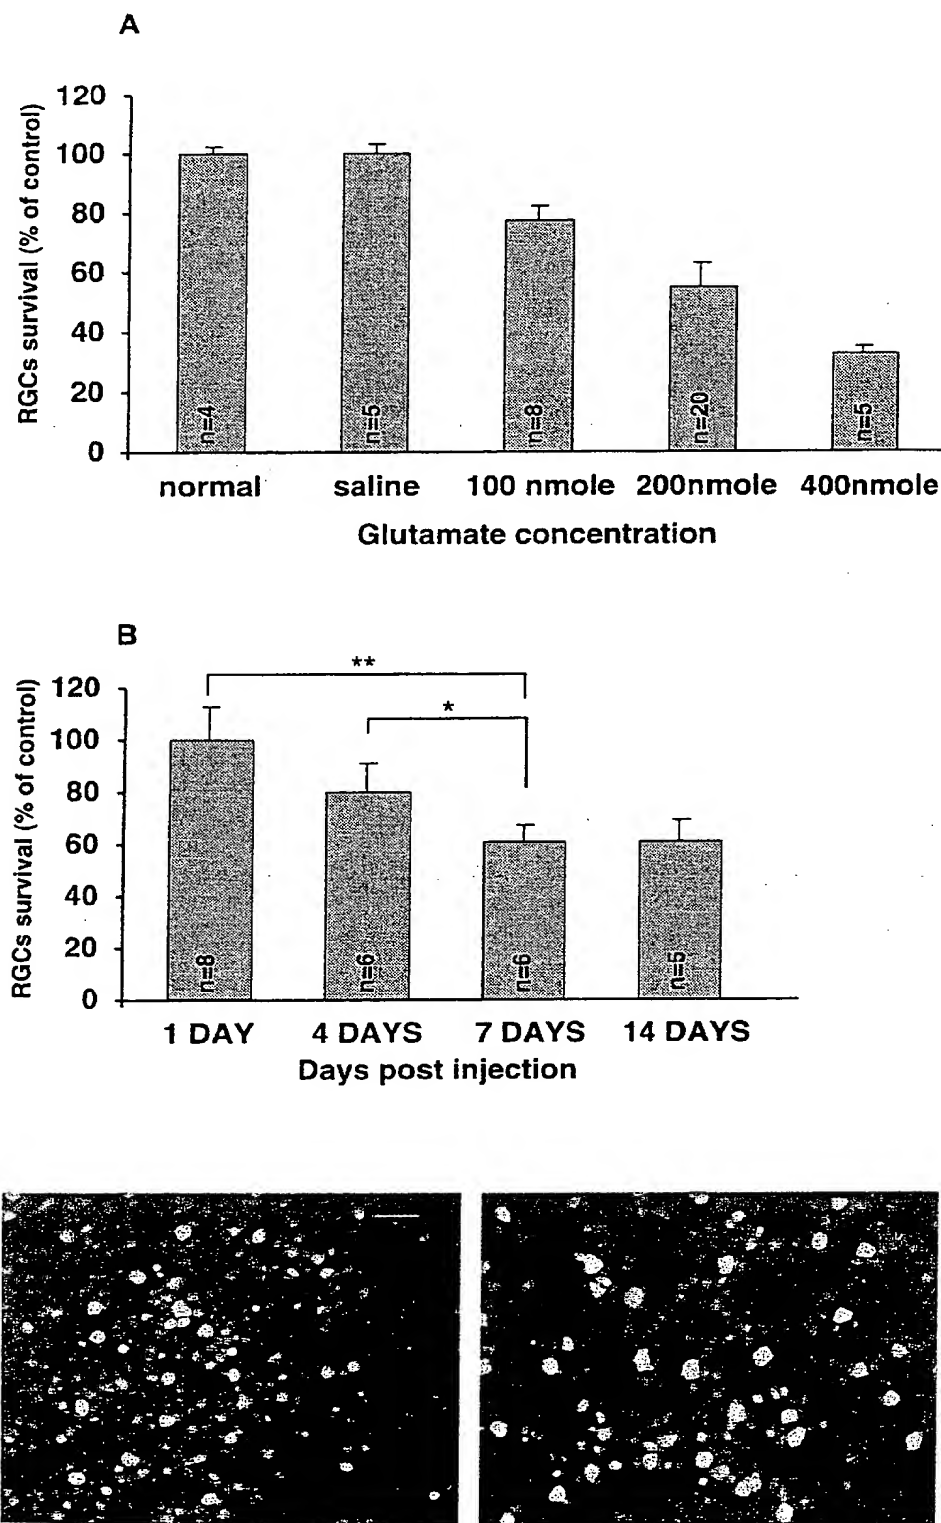 A
RGCs survival (% of control)
120
100
80
60
40
20
0
n=4
n=5
n=8
n=20
n=5
normal
saline
100 nmole
200nmole
400nmole
Glutamate concentration
B
RGCs survival (% of control)
120
100
80
60
40
20
0
**
*
n=8
n=6
n=6
n=5
1 DAY
4 DAYS
7 DAYS
14 DAYS
Days post injection